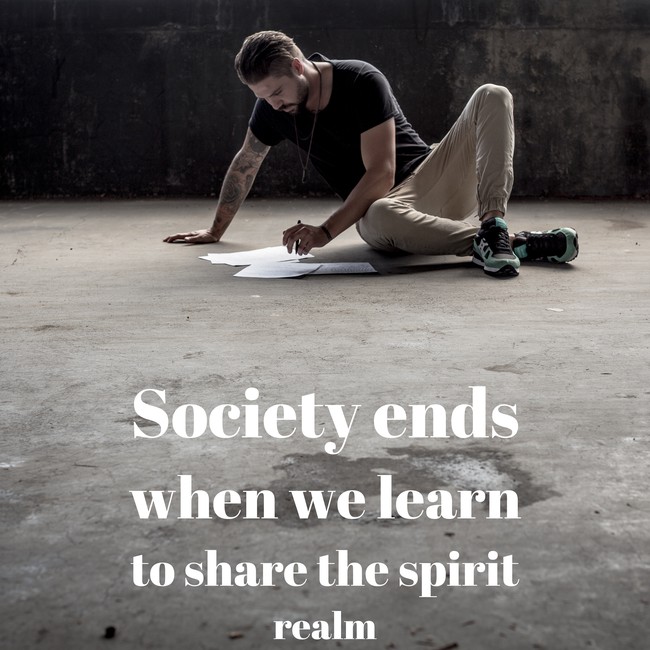 Society ends
when we learn
to share the spirit
realm